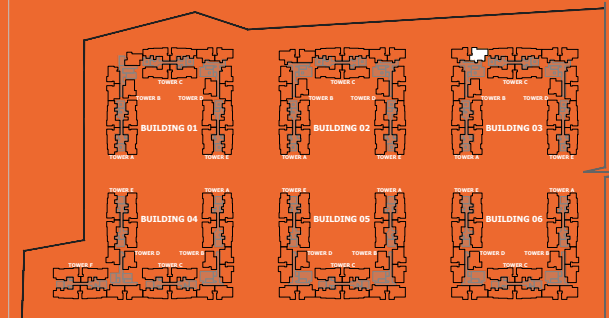 TOWER C TOWER C TOWER C
TOWER B TOWER D TOWER B TOWER D TOWER B TOWER D
BUILDING 01 BUILDING 02 BUILDING 03
TOWER A TOWER E TOWER A TOWER E TOWER A TOWER E
TOWER E TOWER A TOWER E TOWER A TOWER E TOWER A
BUILDING 04 BUILDING 05 BUILDING 06
TOWER D TOWER B TOWER D TOWER B TOWER D TOWER B
TOWER F TOWER C TOWER C TOWER C